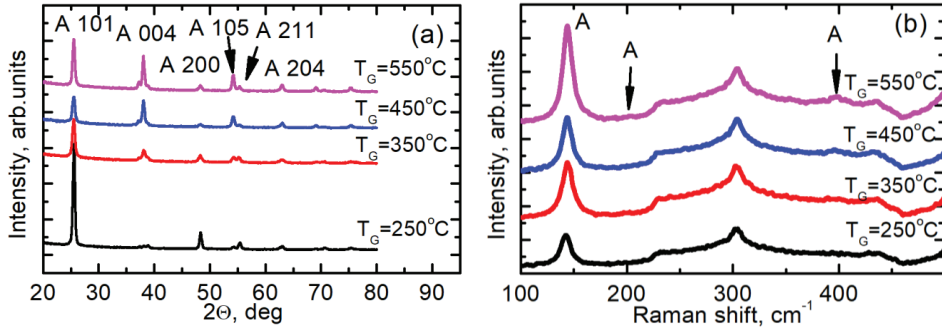 A 101
A 004
A 105
A 211
(a)
A 200
A 204
T_G=550°C
T_G=450°C
T_G=350°C
T_G=250°C
Intensity, arb.units
20 30 40 50 60 70 80 90
2Θ, deg
A
A
A
(b)
T_G=550°C
T_G=450°C
T_G=350°C
T_G=250°C
Intensity, arb.units
100 200 300 400
Raman shift, cm⁻¹